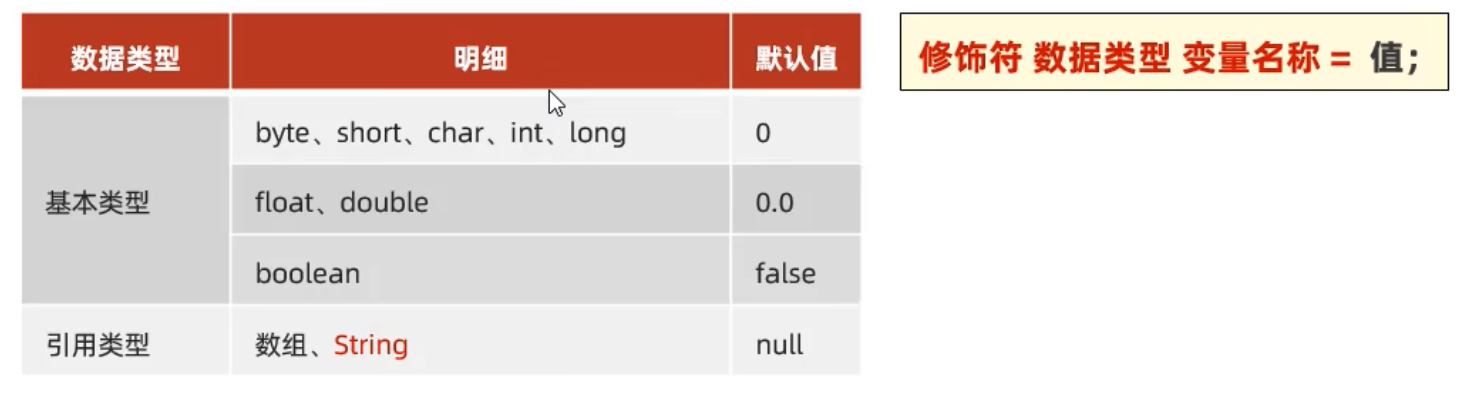 数据类型 明细 默认值
byte、short、char、int、long 0
基本类型 float、double 0.0
boolean false
引用类型 数组、String null
修饰符 数据类型 变量名称 = 值;